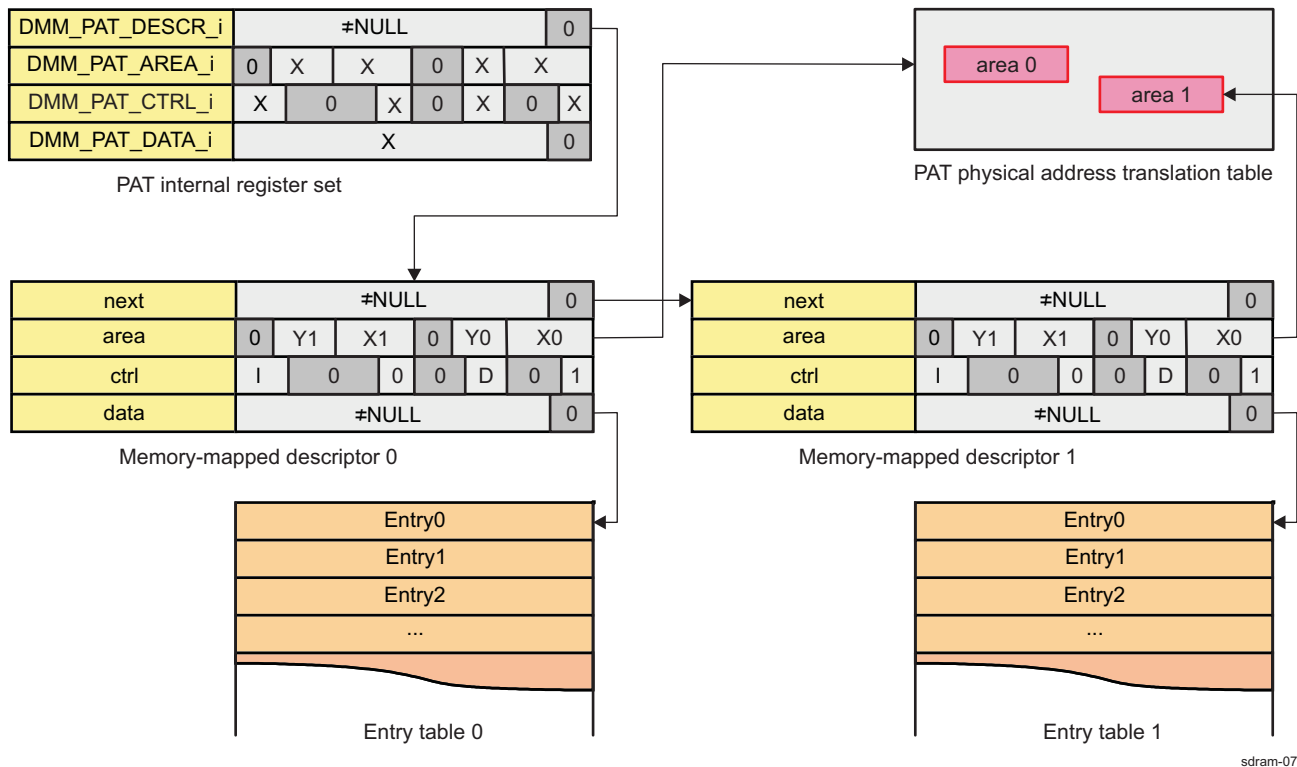 DMM_PAT_DESCR_i ≠NULL 0
DMM_PAT_AREA_i 0 X X 0 X X
DMM_PAT_CTRL_i X 0 X 0 X 0 X
DMM_PAT_DATA_i X 0
PAT internal register set
area 0
area 1
PAT physical address translation table
next ≠NULL 0
area 0 Y1 X1 0 Y0 X0
ctrl I 0 0 0 D 0 1
data ≠NULL 0
Memory-mapped descriptor 0
next ≠NULL 0
area 0 Y1 X1 0 Y0 X0
ctrl I 0 0 0 D 0 1
data ≠NULL 0
Memory-mapped descriptor 1
Entry0
Entry1
Entry2
...
Entry table 0
Entry0
Entry1
Entry2
...
Entry table 1
sdram-07